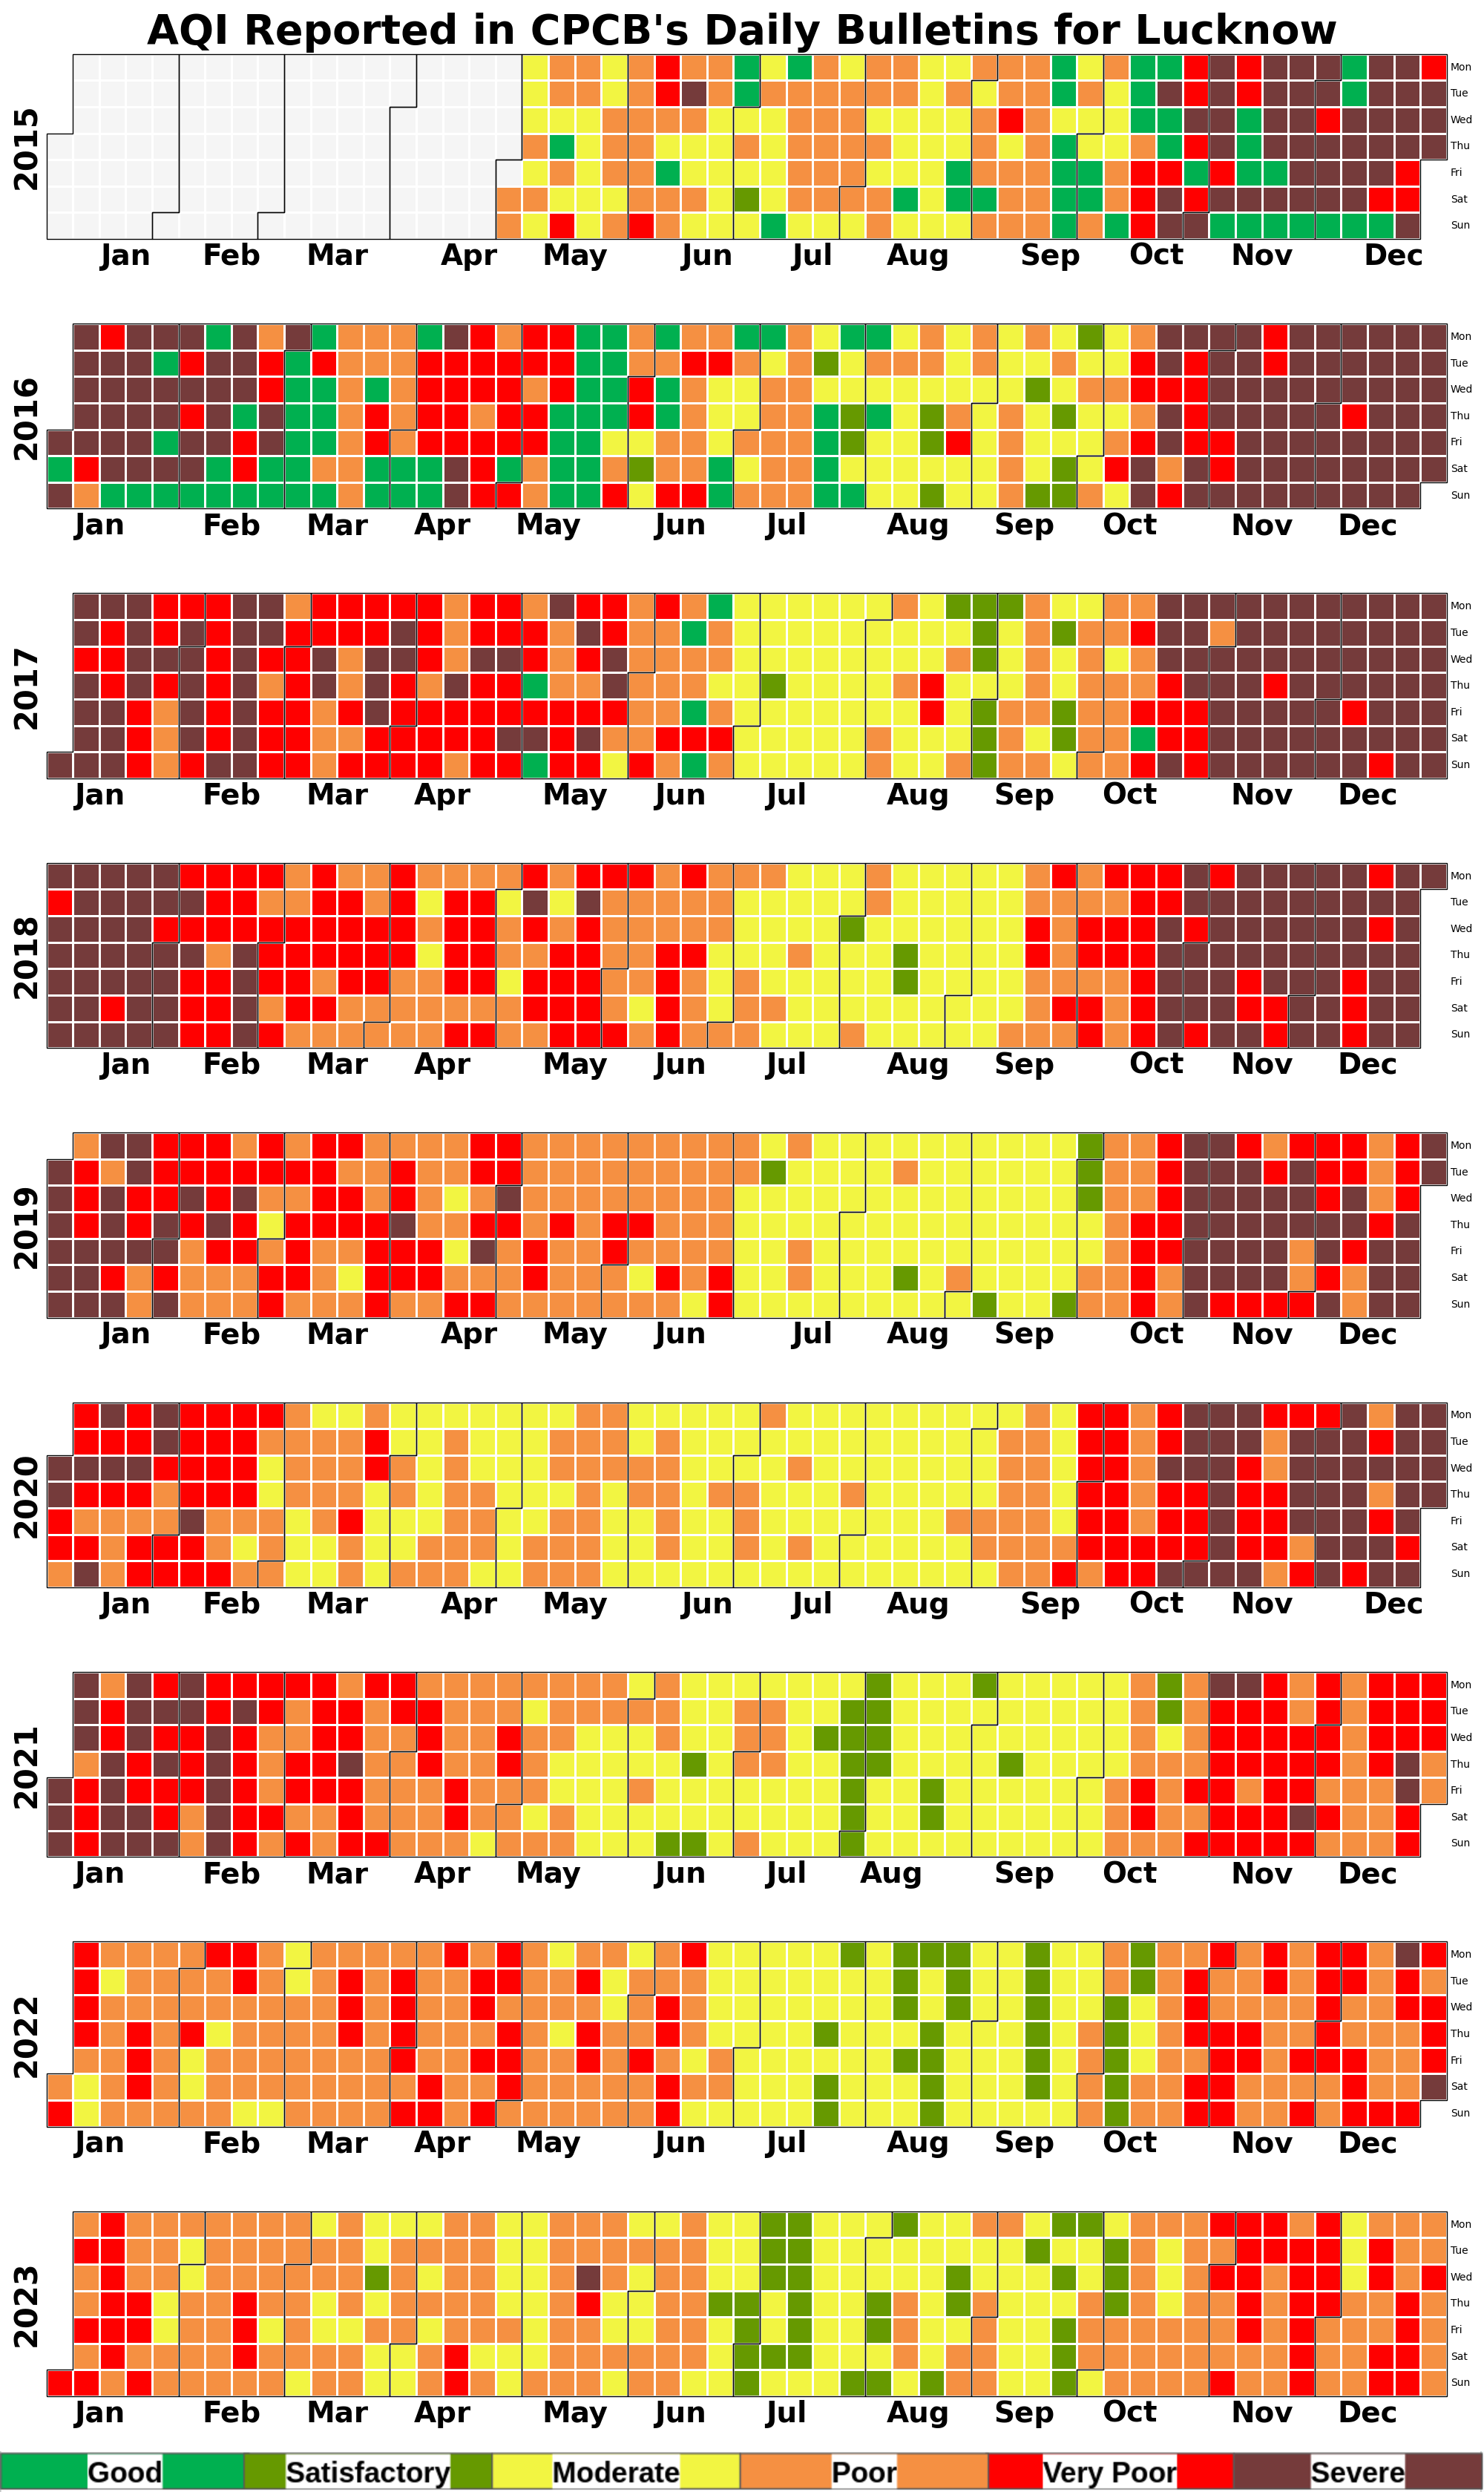 AQI Reported in CPCB's Daily Bulletins for Lucknow
2015
Mon
Tue
Wed
Thu
Fri
Sat
Sun
Jan Feb Mar Apr May Jun Jul Aug Sep Oct Nov Dec
2016
Mon
Tue
Wed
Thu
Fri
Sat
Sun
Jan Feb Mar Apr May Jun Jul Aug Sep Oct Nov Dec
2017
Mon
Tue
Wed
Thu
Fri
Sat
Sun
Jan Feb Mar Apr May Jun Jul Aug Sep Oct Nov Dec
2018
Mon
Tue
Wed
Thu
Fri
Sat
Sun
Jan Feb Mar Apr May Jun Jul Aug Sep Oct Nov Dec
2019
Mon
Tue
Wed
Thu
Fri
Sat
Sun
Jan Feb Mar Apr May Jun Jul Aug Sep Oct Nov Dec
2020
Mon
Tue
Wed
Thu
Fri
Sat
Sun
Jan Feb Mar Apr May Jun Jul Aug Sep Oct Nov Dec
2021
Mon
Tue
Wed
Thu
Fri
Sat
Sun
Jan Feb Mar Apr May Jun Jul Aug Sep Oct Nov Dec
2022
Mon
Tue
Wed
Thu
Fri
Sat
Sun
Jan Feb Mar Apr May Jun Jul Aug Sep Oct Nov Dec
2023
Mon
Tue
Wed
Thu
Fri
Sat
Sun
Jan Feb Mar Apr May Jun Jul Aug Sep Oct Nov Dec
Good Satisfactory Moderate Poor Very Poor Severe